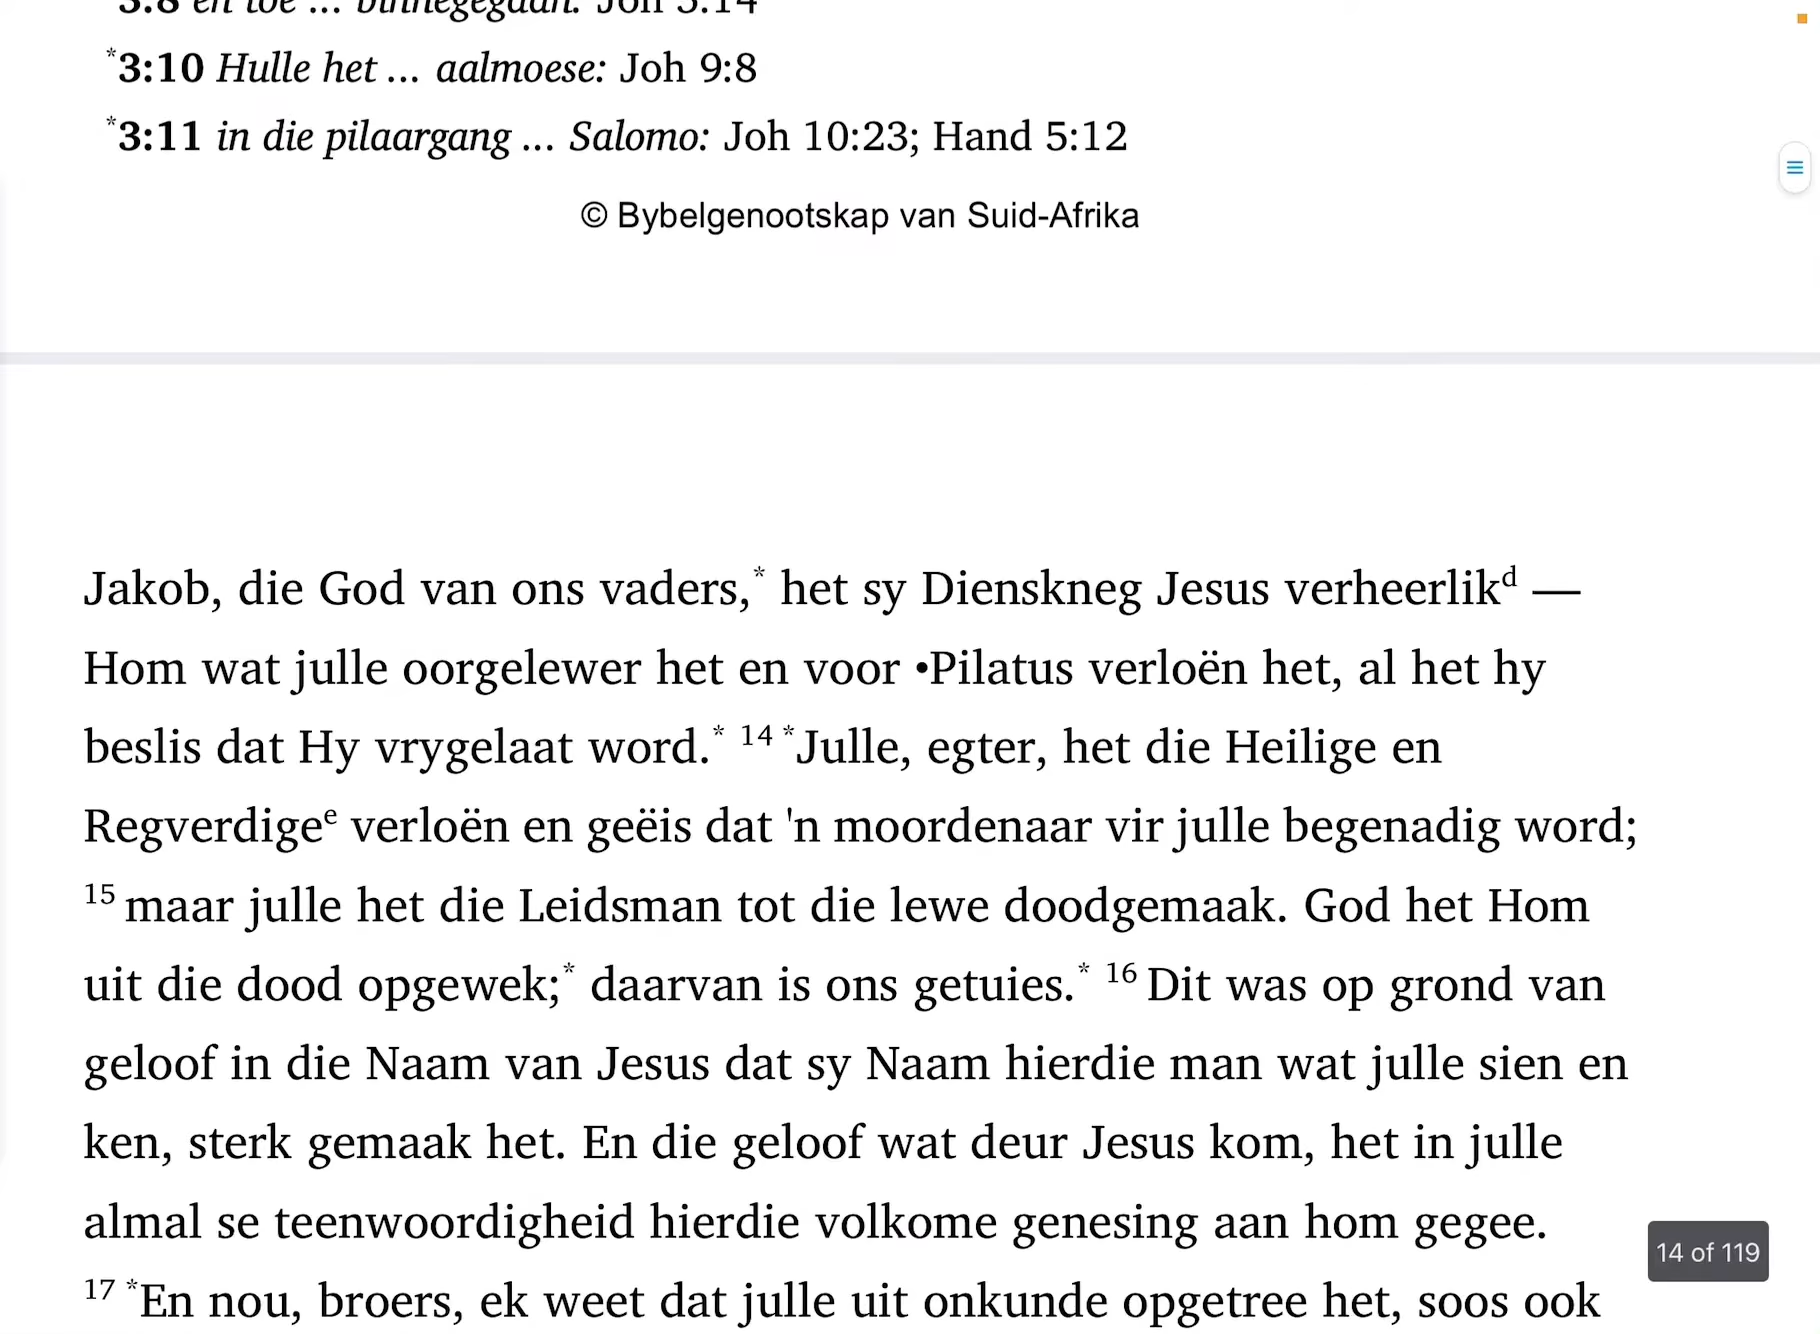 3:8 en toe ... binnegegaan: Joh 5:14
*3:10 Hulle het ... aalmoese: Joh 9:8
*3:11 in die pilaargang ... Salomo: Joh 10:23; Hand 5:12
© Bybelgenootskap van Suid-Afrika
Jakob, die God van ons vaders,* het sy Dienskneg Jesus verheerlikᵈ —
Hom wat julle oorgelewer het en voor •Pilatus verloën het, al het hy
beslis dat Hy vrygelaat word.* 14 *Julle, egter, het die Heilige en
Regverdigeᵉ verloën en geëis dat 'n moordenaar vir julle begenadig word;
15 maar julle het die Leidsman tot die lewe doodgemaak. God het Hom
uit die dood opgewek;* daarvan is ons getuies.* 16 Dit was op grond van
geloof in die Naam van Jesus dat sy Naam hierdie man wat julle sien en
ken, sterk gemaak het. En die geloof wat deur Jesus kom, het in julle
almal se teenwoordigheid hierdie volkome genesing aan hom gegee.
17 *En nou, broers, ek weet dat julle uit onkunde opgetree het, soos ook
14 of 119